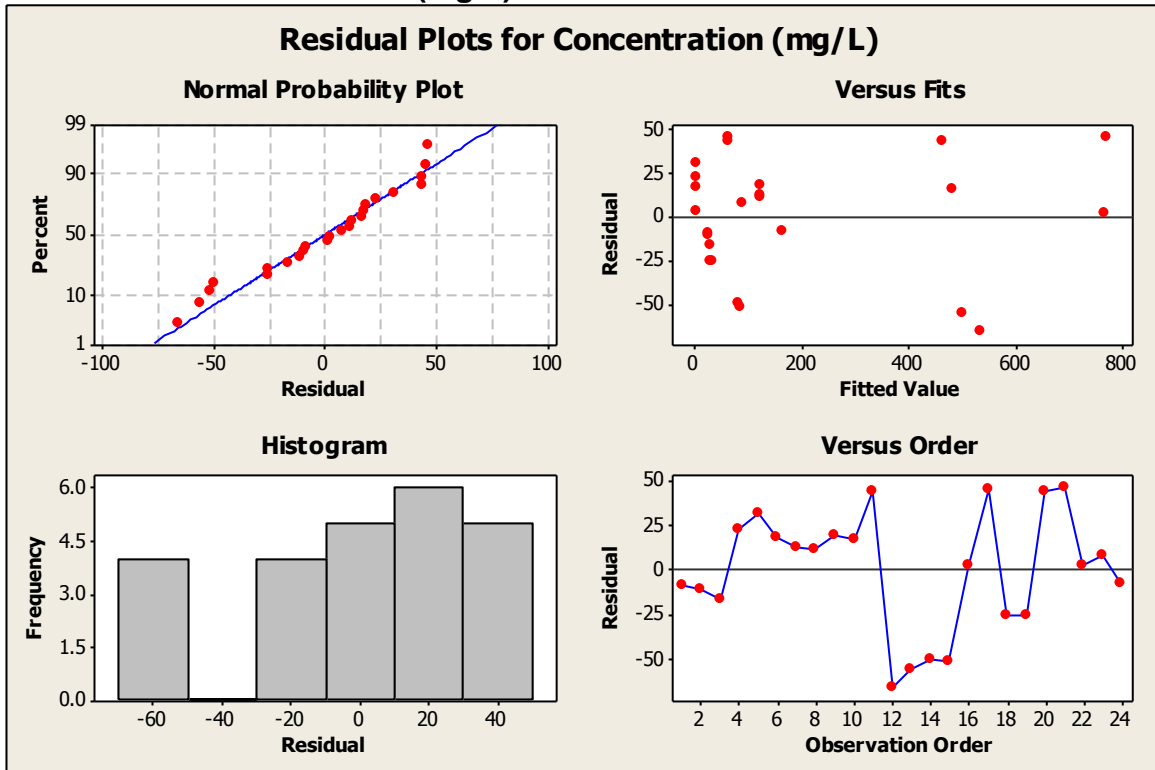 Residual Plots for Concentration (mg/L)
Normal Probability Plot
99
90
50
10
1
Percent
-100 -50 0 50 100
Residual
Versus Fits
50
25
0
-25
-50
Residual
0 200 400 600 800
Fitted Value
Histogram
6.0
4.5
3.0
1.5
0.0
Frequency
-60 -40 -20 0 20 40
Residual
Versus Order
50
25
0
-25
-50
Residual
2 4 6 8 10 12 14 16 18 20 22 24
Observation Order